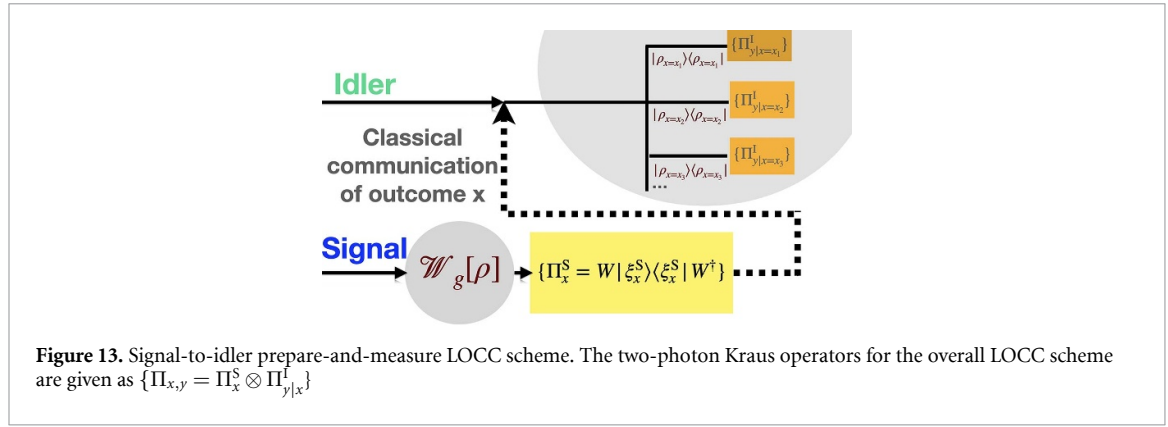 {Π^I_{y|x=x₁}}
|ρ_{x=x₁}⟩⟨ρ_{x=x₁}|
Idler
{Π^I_{y|x=x₂}}
|ρ_{x=x₂}⟩⟨ρ_{x=x₂}|
Classical
communication
of outcome x
{Π^I_{y|x=x₃}}
|ρ_{x=x₃}⟩⟨ρ_{x=x₃}|
...
Signal
𝒲_g[ρ]
{Π^S_x = W|ξ^S_x⟩⟨ξ^S_x|W†}
Figure 13. Signal-to-idler prepare-and-measure LOCC scheme. The two-photon Kraus operators for the overall LOCC scheme
are given as {Π_{x,y} = Π^S_x ⊗ Π^I_{y|x}}